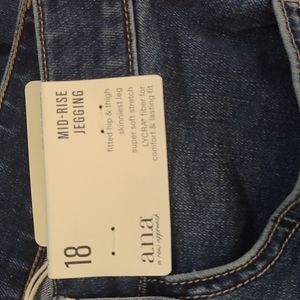 MID-RISE
JEGGING
fitted hip & thigh
skinniest leg
super soft stretch
LYCRA® fiber for
comfort & lasting fit
18
a.n.a
a new approach